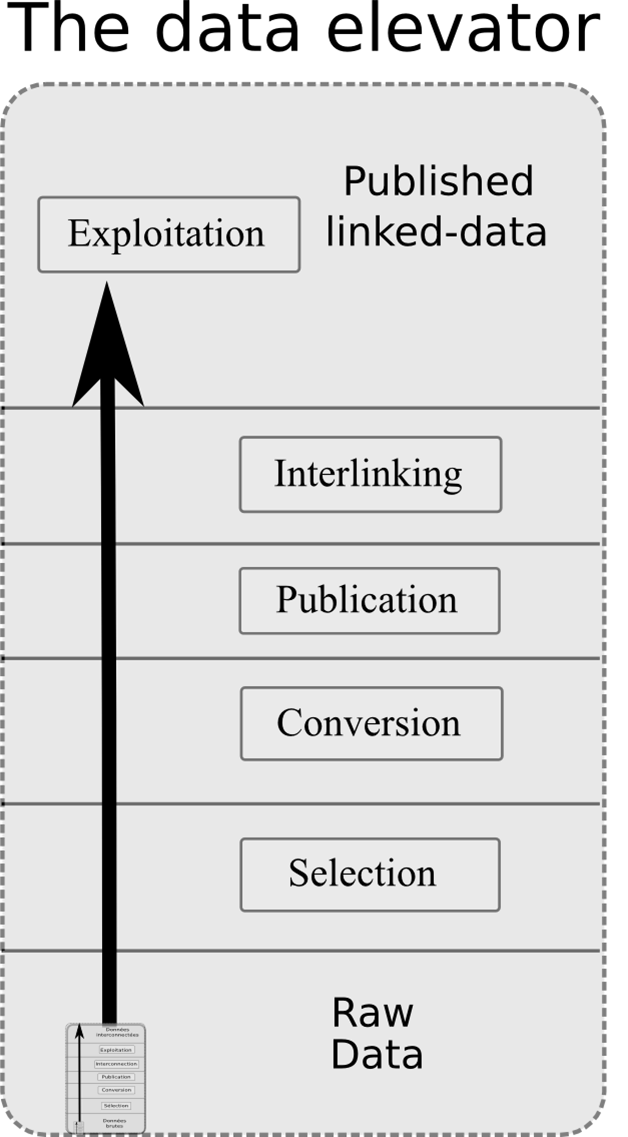 The data elevator
Published
linked-data
Exploitation
Interlinking
Publication
Conversion
Selection
Raw
Data
Données
interconnectées
Exploitation
Interconnection
Publication
Conversion
Sélection
Données
brutes